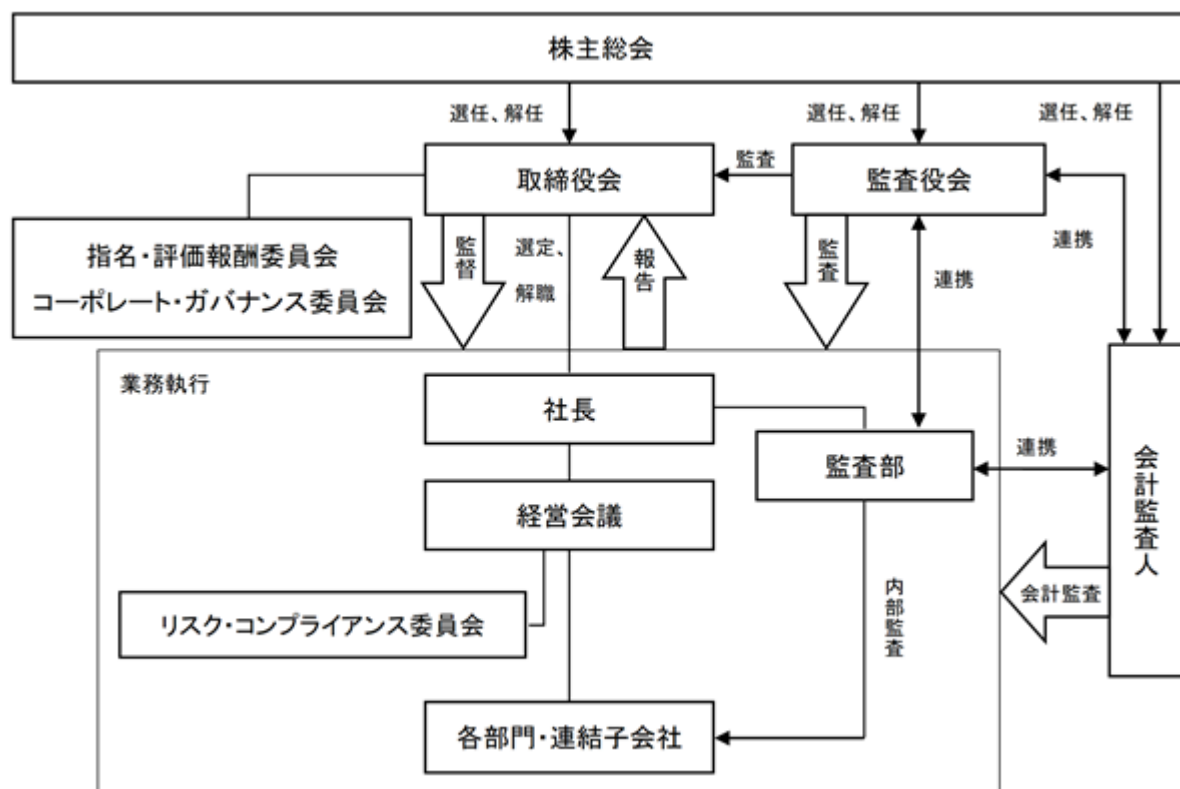 株主総会
選任、解任
選任、解任
選任、解任
取締役会
監査
監査役会
指名・評価報酬委員会
コーポレート・ガバナンス委員会
監督
選定、
解職
報告
監査
連携
連携
業務執行
社長
監査部
連携
会計監査人
経営会議
会計監査
リスク・コンプライアンス委員会
内部監査
各部門・連結子会社